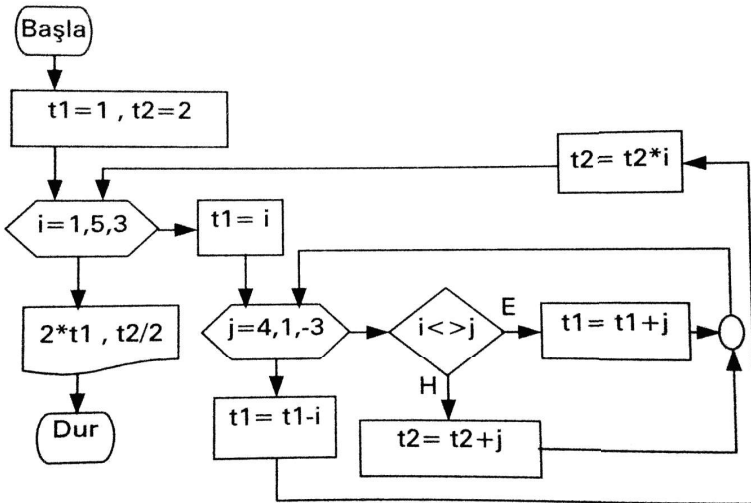 Başla
t1=1 , t2=2
t2= t2*i
i=1,5,3
t1= i
2*t1 , t2/2
j=4,1,-3
i<>j
E
t1= t1+j
H
t1= t1-i
t2= t2+j
Dur